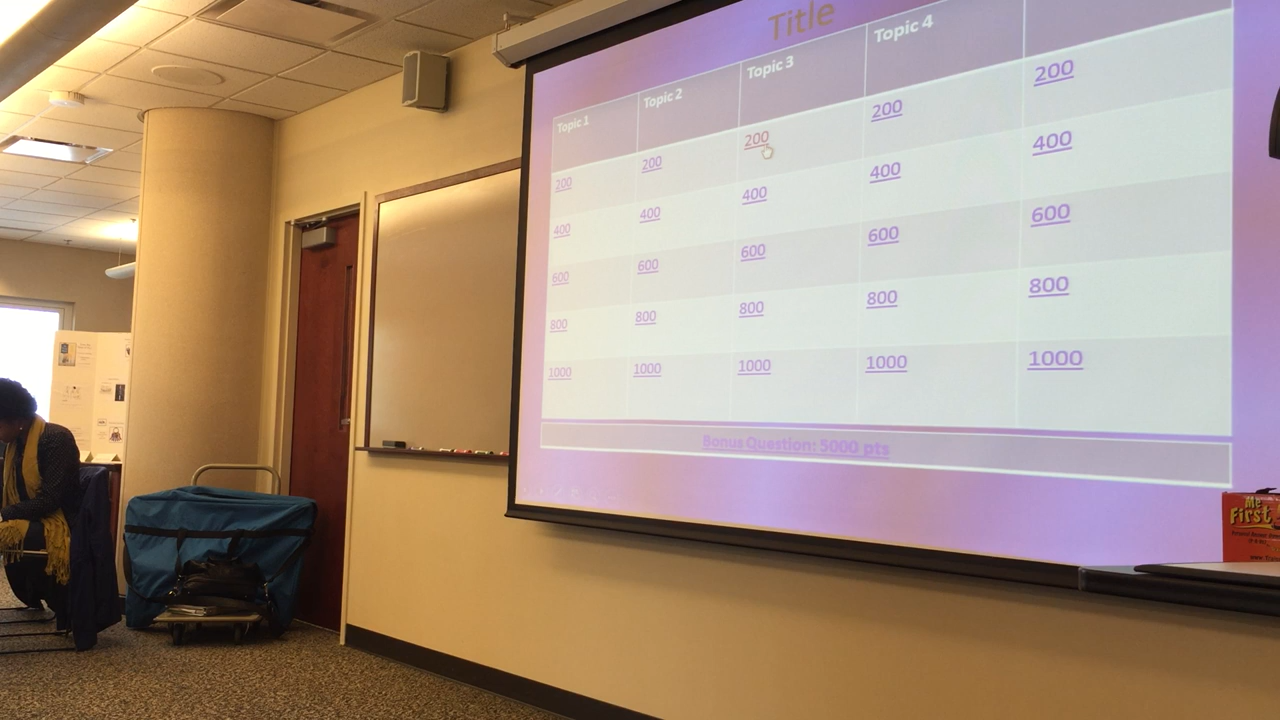 Title
Topic 1 Topic 2 Topic 3 Topic 4
200 200 200 200 200
400 400 400 400 400
600 600 600 600 600
800 800 800 800 800
1000 1000 1000 1000 1000
Bonus Question: 5000 pts
Me
First